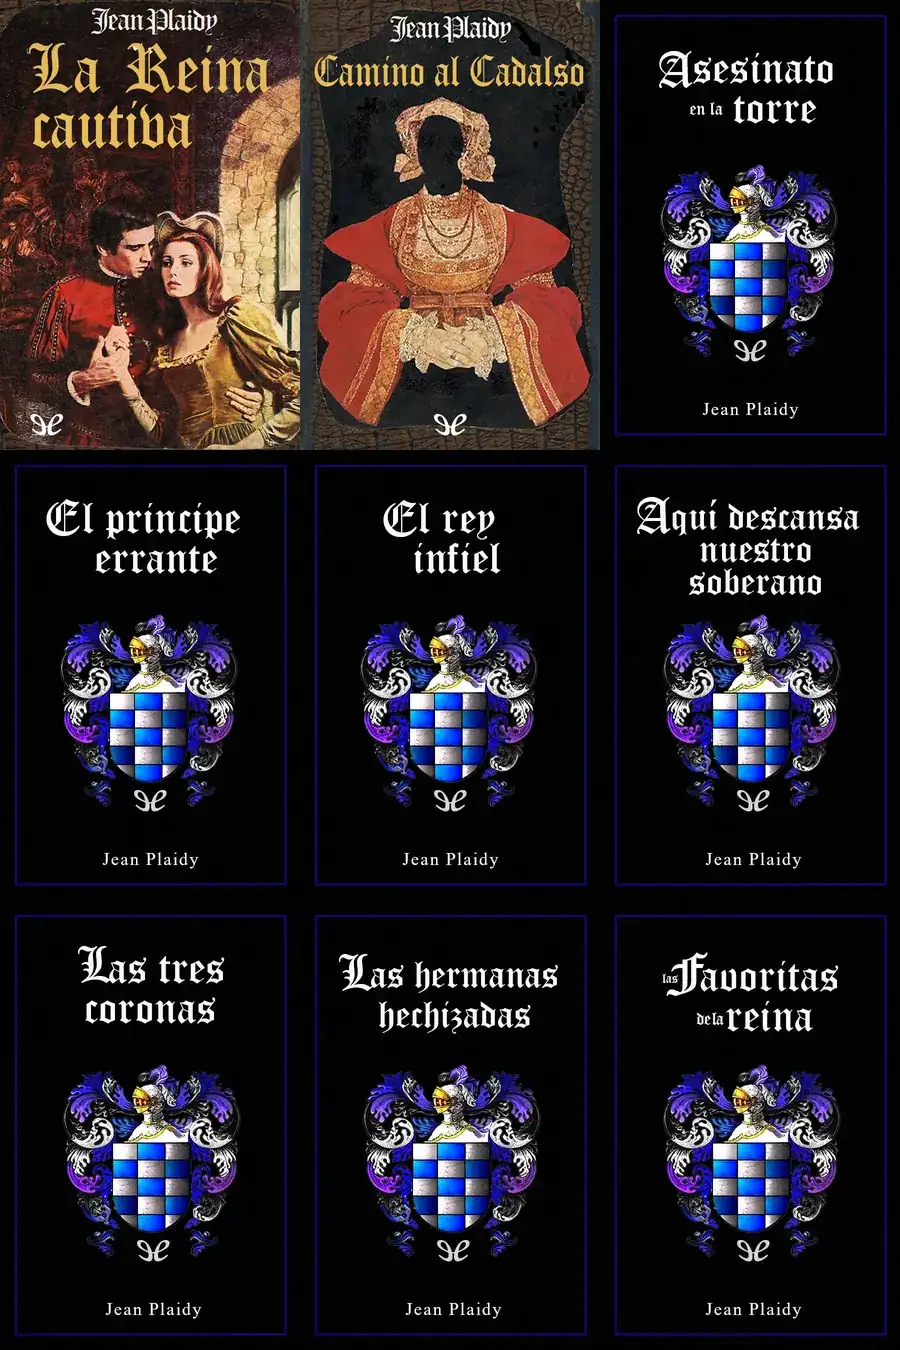 Jean Plaidy
La Reina
cautiva
Jean Plaidy
Camino al Cadalso
Asesinato
en la torre
Jean Plaidy
El príncipe
errante
Jean Plaidy
El rey
infiel
Jean Plaidy
Aquí descansa
nuestro
soberano
Jean Plaidy
Las tres
coronas
Jean Plaidy
Las hermanas
hechizadas
Jean Plaidy
las Favoritas
de la reina
Jean Plaidy